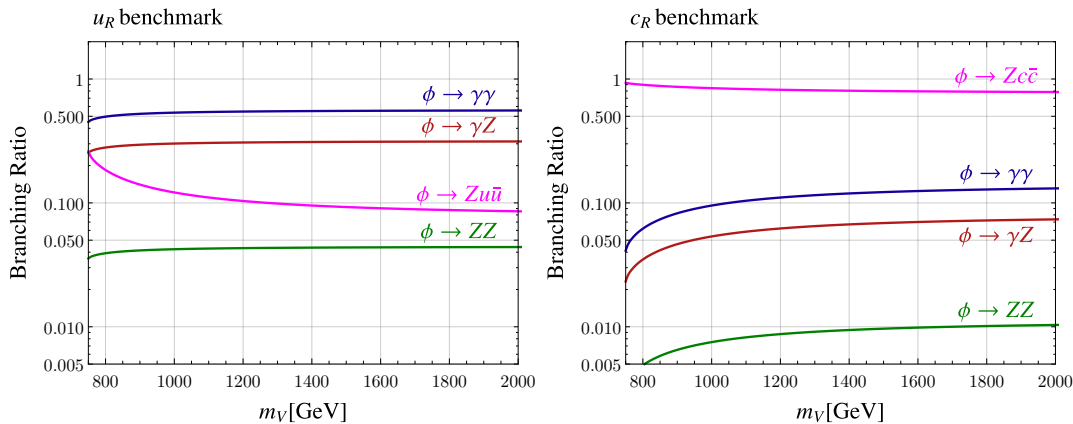 u_R benchmark
Branching Ratio
1
0.500
0.100
0.050
0.010
0.005
ϕ → γγ
ϕ → γZ
ϕ → Zuū
ϕ → ZZ
800 1000 1200 1400 1600 1800 2000
m_V [GeV]
c_R benchmark
Branching Ratio
1
0.500
0.100
0.050
0.010
0.005
ϕ → Zcc̄
ϕ → γγ
ϕ → γZ
ϕ → ZZ
800 1000 1200 1400 1600 1800 2000
m_V [GeV]